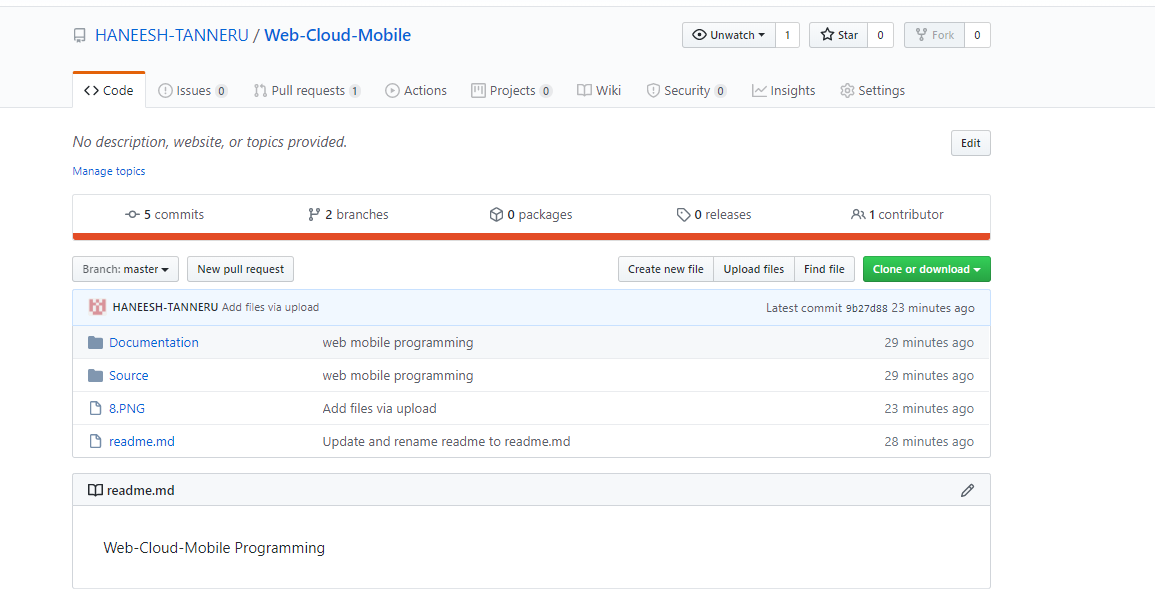 HANEESH-TANNERU / Web-Cloud-Mobile Unwatch 1 Star 0 Fork 0
Code Issues 0 Pull requests 1 Actions Projects 0 Wiki Security 0 Insights Settings
No description, website, or topics provided. Edit
Manage topics
5 commits 2 branches 0 packages 0 releases 1 contributor
Branch: master New pull request Create new file Upload files Find file Clone or download
HANEESH-TANNERU Add files via upload Latest commit 9b27d88 23 minutes ago
Documentation web mobile programming 29 minutes ago
Source web mobile programming 29 minutes ago
8.PNG Add files via upload 23 minutes ago
readme.md Update and rename readme to readme.md 28 minutes ago
readme.md
Web-Cloud-Mobile Programming